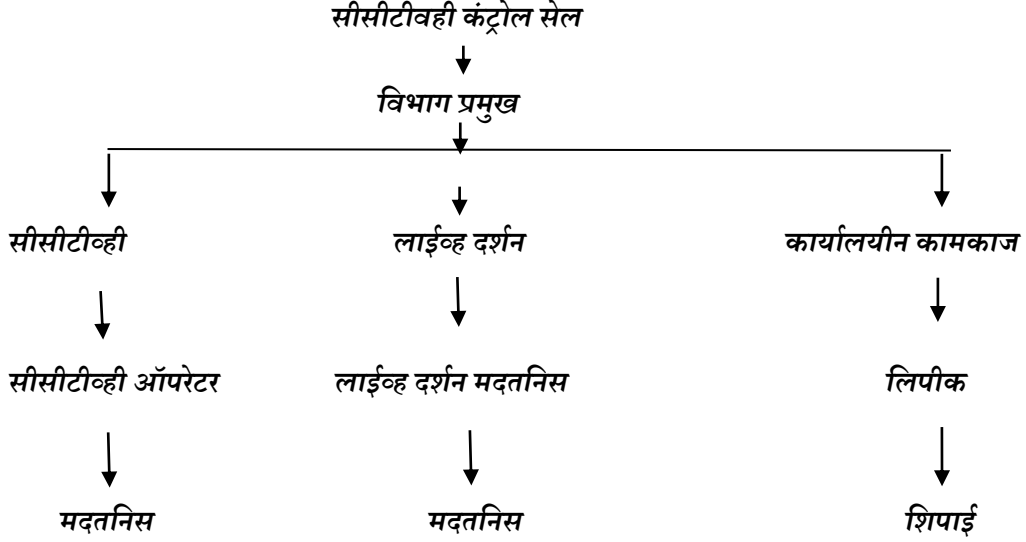 सीसीटीवही कंट्रोल सेल
विभाग प्रमुख
सीसीटीव्ही लाईव्ह दर्शन कार्यालयीन कामकाज
सीसीटीव्ही ऑपरेटर लाईव्ह दर्शन मदतनिस लिपीक
मदतनिस मदतनिस शिपाई